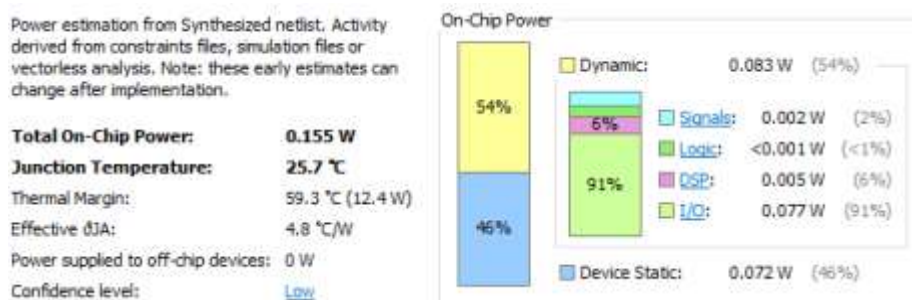 Power estimation from Synthesized netlist. Activity
derived from constraints files, simulation files or
vectorless analysis. Note: these early estimates can
change after implementation.
Total On-Chip Power: 0.155 W
Junction Temperature: 25.7 °C
Thermal Margin: 59.3 °C (12.4 W)
Effective ϑJA: 4.8 °C/W
Power supplied to off-chip devices: 0 W
Confidence level: Low
On-Chip Power
54%
46%
Dynamic: 0.083 W (54%)
6%
91%
Signals: 0.002 W (2%)
Logic: <0.001 W (<1%)
DSP: 0.005 W (6%)
I/O: 0.077 W (91%)
Device Static: 0.072 W (46%)